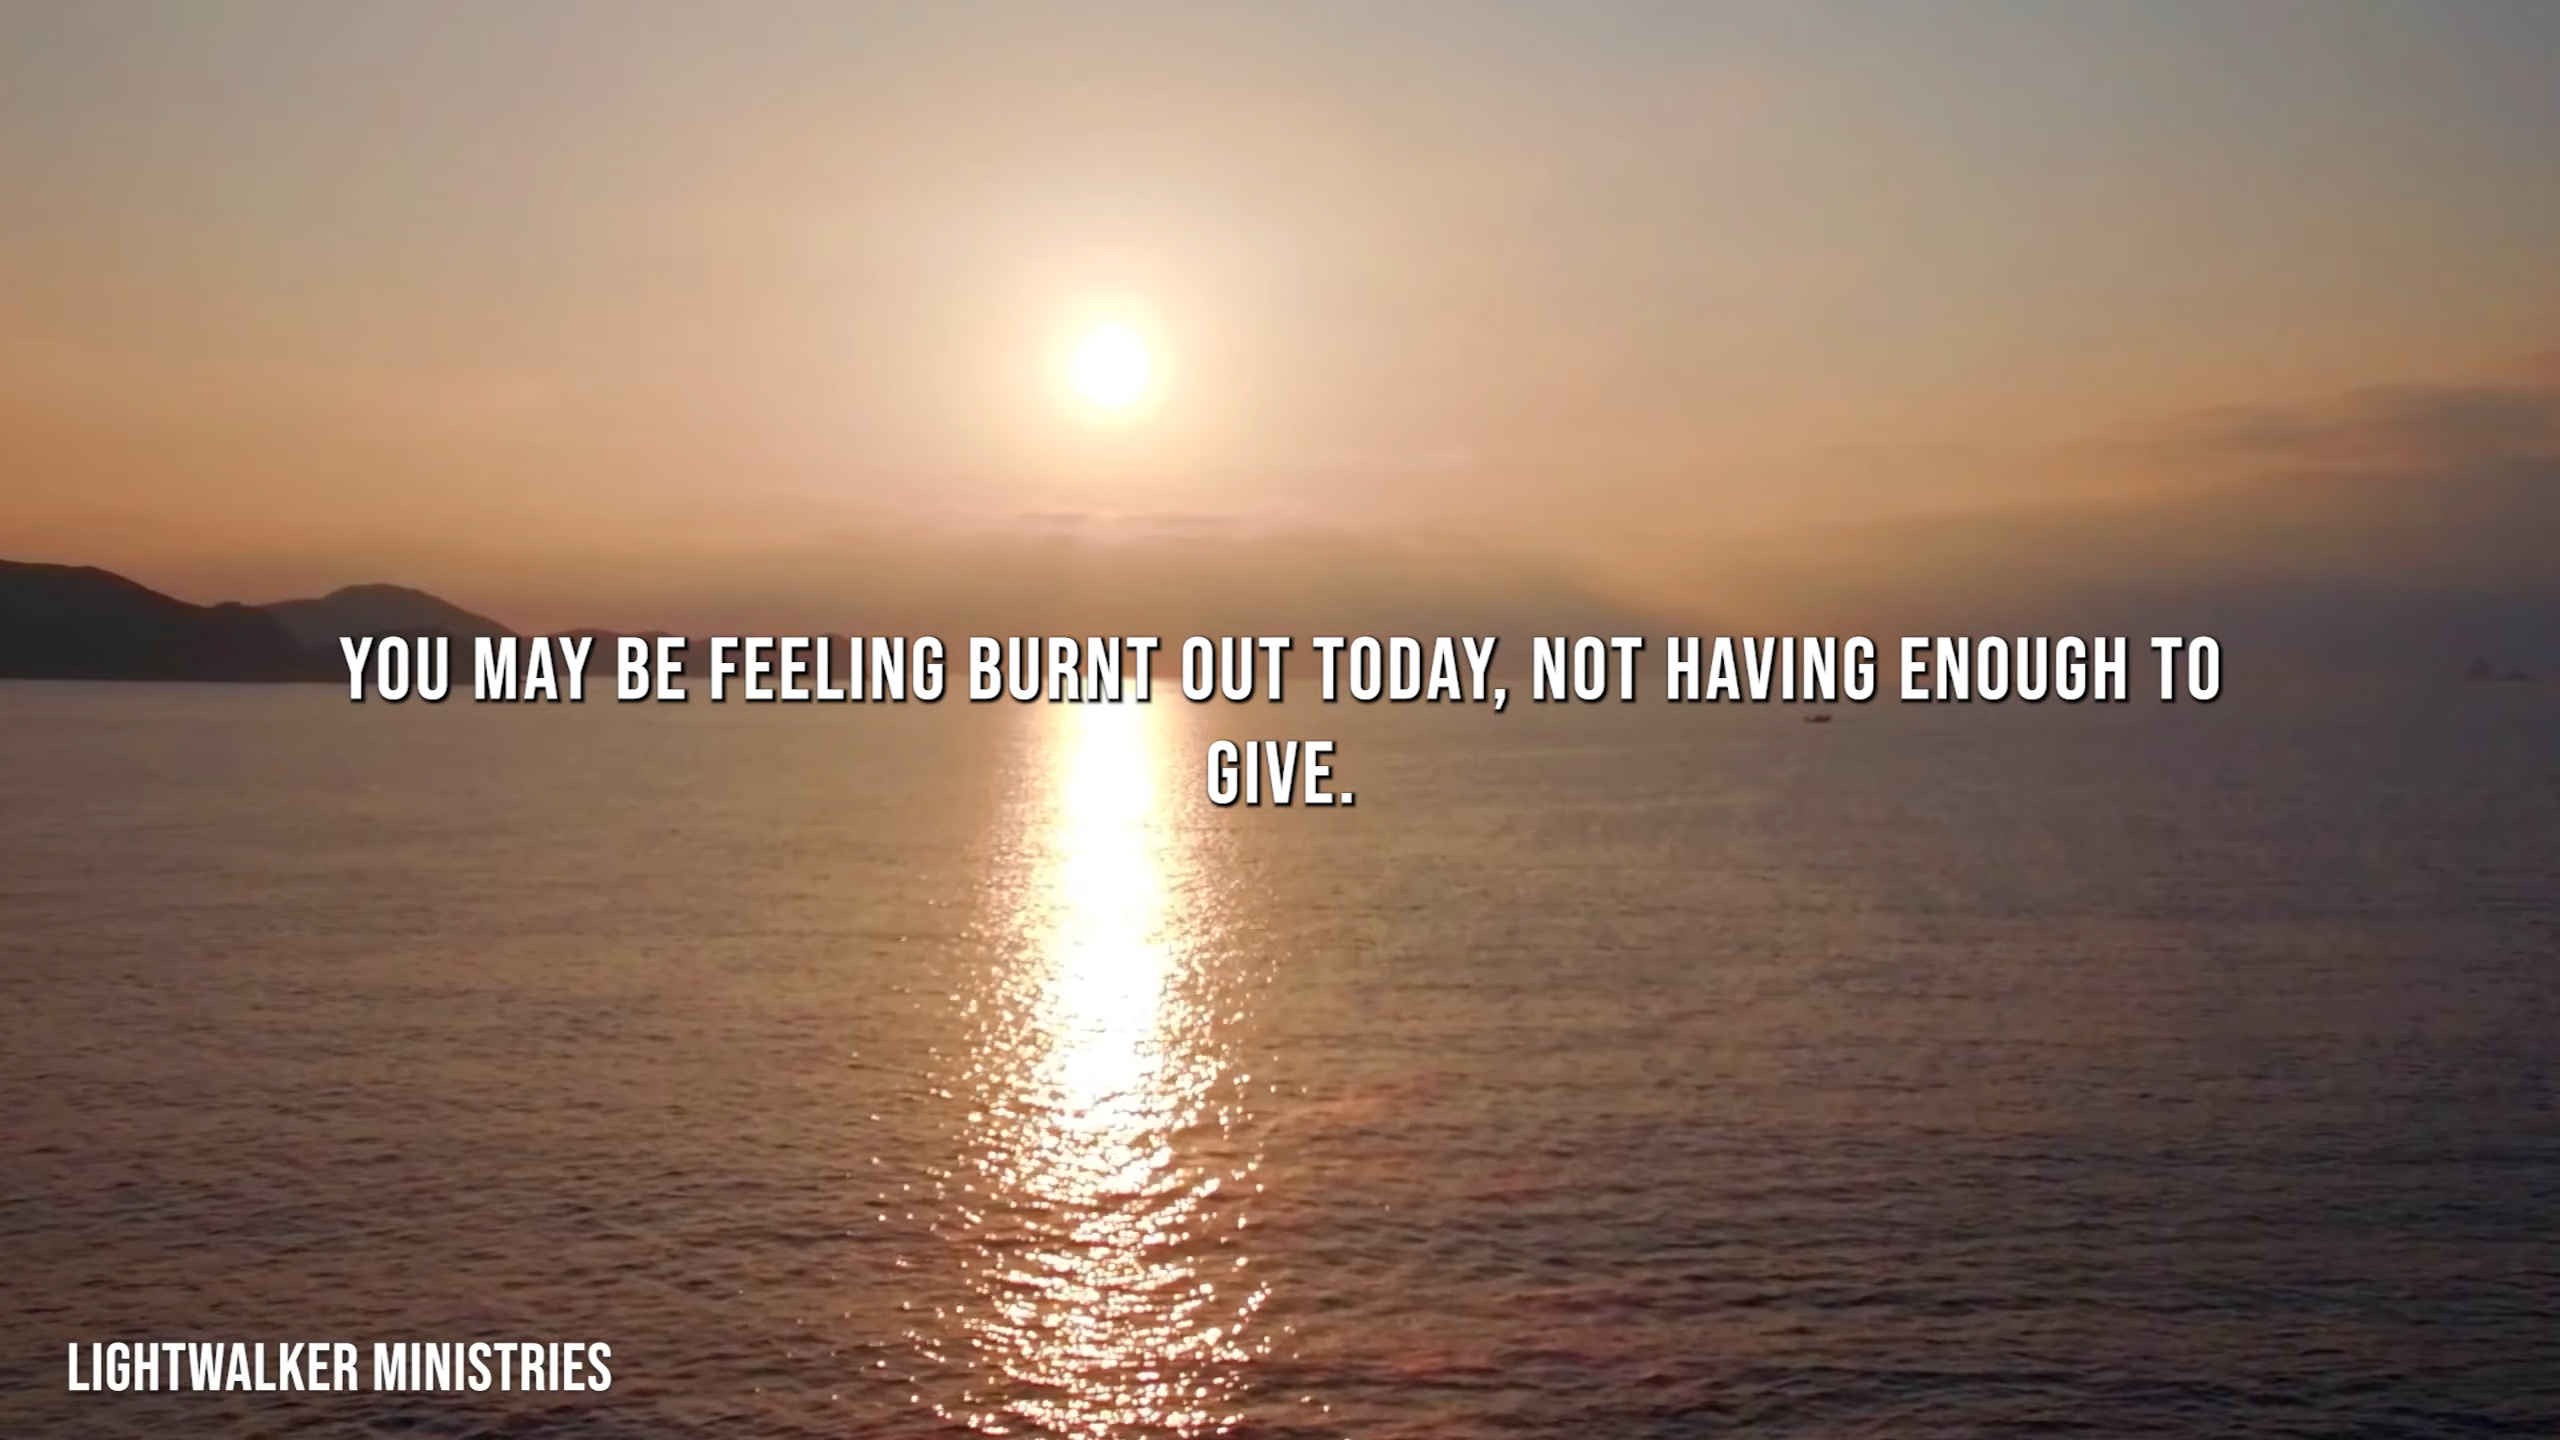 YOU MAY BE FEELING BURNT OUT TODAY, NOT HAVING ENOUGH TO
GIVE.
LIGHTWALKER MINISTRIES